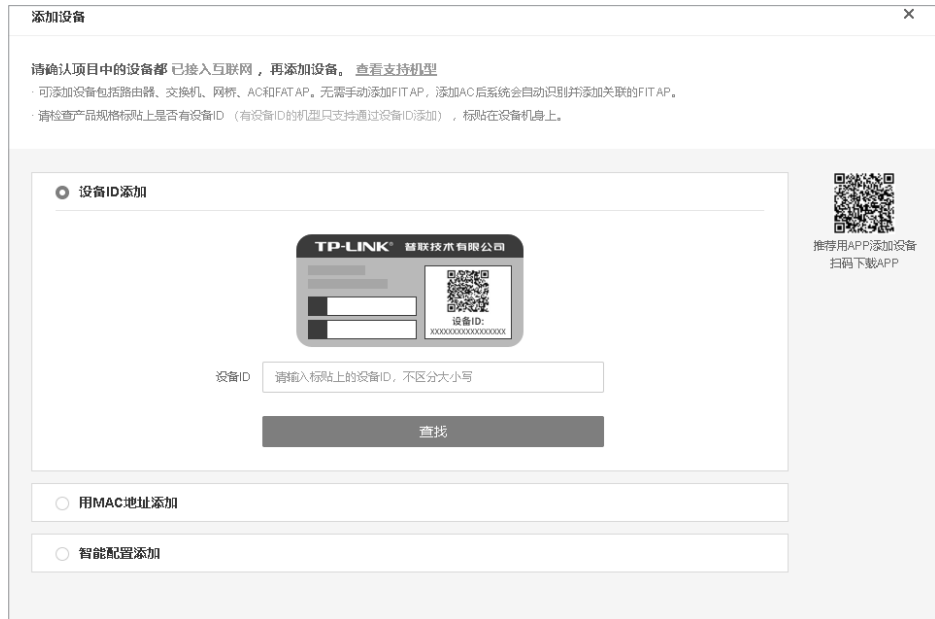 添加设备
请确认项目中的设备都 已接入互联网 ，再添加设备。 查看支持机型
· 可添加设备包括路由器、交换机、网桥、AC和FAT AP。无需手动添加FIT AP，添加AC后系统会自动识别并添加关联的FIT AP。
· 请检查产品规格标贴上是否有设备ID （有设备ID的机型只支持通过设备ID添加） ，标贴在设备机身上。
设备ID添加
TP-LINK® 普联技术有限公司
设备ID:
XXXXXXXXXXXXXXXXX
设备ID 请输入标贴上的设备ID，不区分大小写
查找
推荐用APP添加设备
扫码下载APP
用MAC地址添加
智能配置添加